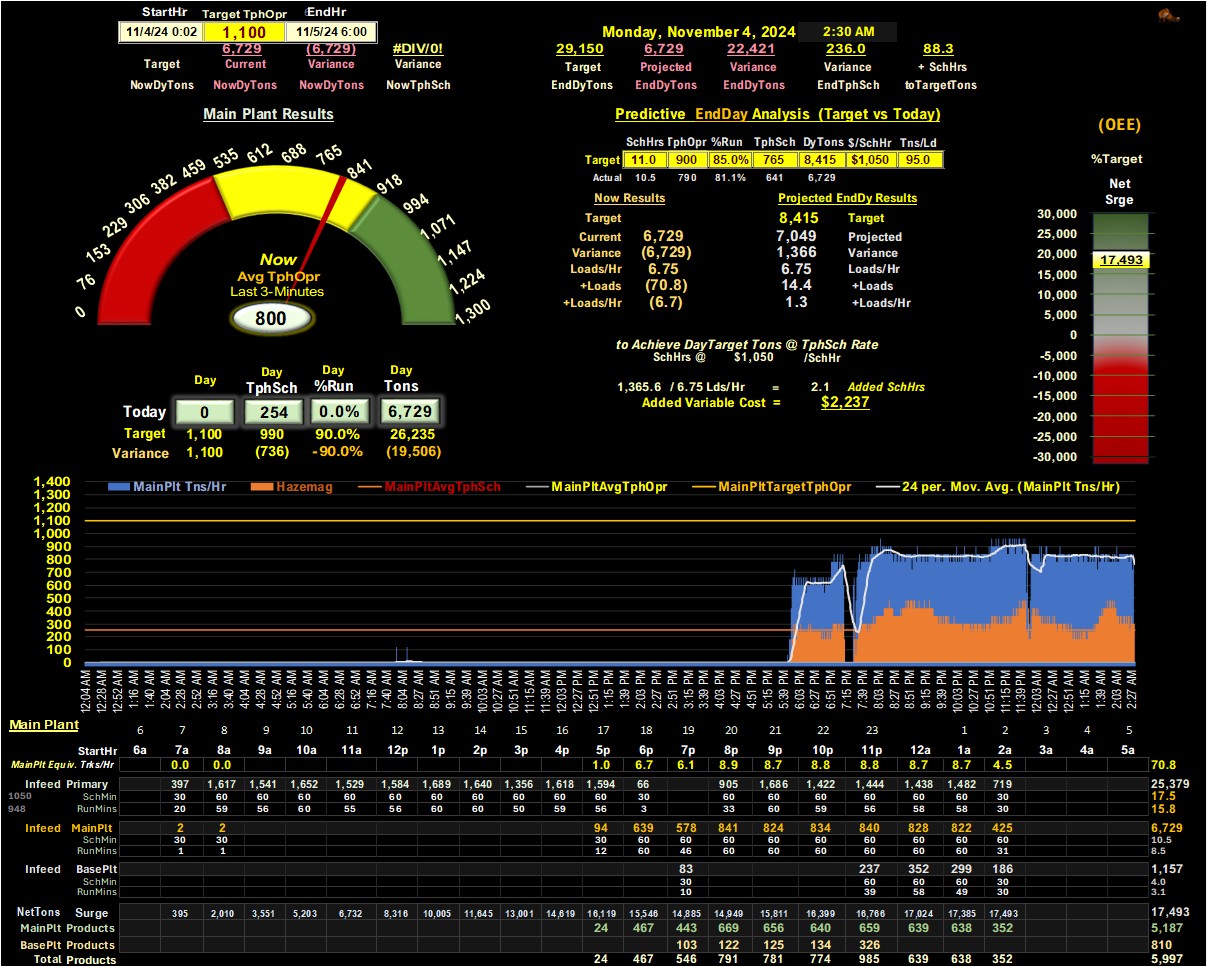 StartHr Target TphOpr EndHr
11/4/24 0:02 1,100 11/5/24 6:00
Monday, November 4, 2024 2:30 AM
6,729 (6,729) #DIV/0! 29,150 6,729 22,421 236.0 88.3
Target Current Variance Variance Target Projected Variance Variance + SchHrs
NowDyTons NowDyTons NowDyTons NowTphSch EndDyTons EndDyTons EndDyTons EndTphSch toTargetTons
Main Plant Results
0 76 153 229 306 382 459 535 612 688 765 841 918 994 1,071 1,147 1,224 1,300
Now
Avg TphOpr
Last 3-Minutes
800
Predictive EndDay Analysis (Target vs Today)
SchHrs TphOpr %Run TphSch DyTons $/SchHr Tns/Ld
Target 11.0 900 85.0% 765 8,415 $1,050 95.0
Actual 10.5 790 81.1% 641 6,729
Now Results Projected EndDy Results
Target 8,415 Target
Current 6,729 7,049 Projected
Variance (6,729) 1,366 Variance
Loads/Hr 6.75 6.75 Loads/Hr
+Loads (70.8) 14.4 +Loads
+Loads/Hr (6.7) 1.3 +Loads/Hr
to Achieve DayTarget Tons @ TphSch Rate
SchHrs @ $1,050 /SchHr
1,365.6 / 6.75 Lds/Hr = 2.1 Added SchHrs
Added Variable Cost = $2,237
(OEE)
%Target
Net
Srge
30,000
25,000
20,000
17,493
15,000
10,000
5,000
0
-5,000
-10,000
-15,000
-20,000
-25,000
-30,000
Day Day TphSch Day %Run Day Tons
Today 0 254 0.0% 6,729
Target 1,100 990 90.0% 26,235
Variance 1,100 (736) -90.0% (19,506)
MainPlt Tns/Hr Hazemag MainPltAvgTphSch MainPltAvgTphOpr MainPltTargetTphOpr 24 per. Mov. Avg. (MainPlt Tns/Hr)
1,400
1,300
1,200
1,100
1,000
900
800
700
600
500
400
300
200
100
0
12:04 AM 12:28 AM 12:52 AM 1:16 AM 1:40 AM 2:04 AM 2:28 AM 2:52 AM 3:16 AM 3:40 AM 4:04 AM 4:28 AM 4:52 AM 5:16 AM 5:40 AM 6:04 AM 6:28 AM 6:52 AM 7:16 AM 7:40 AM 8:04 AM 8:27 AM 8:51 AM 9:15 AM 9:39 AM 10:03 AM 10:27 AM 10:51 AM 11:15 AM 11:39 AM 12:03 PM 12:27 PM 12:51 PM 1:15 PM 1:39 PM 2:03 PM 2:27 PM 2:51 PM 3:15 PM 3:39 PM 4:03 PM 4:27 PM 4:51 PM 5:15 PM 5:39 PM 6:03 PM 6:27 PM 6:51 PM 7:15 PM 7:39 PM 8:03 PM 8:27 PM 8:51 PM 9:15 PM 9:39 PM 10:03 PM 10:27 PM 10:51 PM 11:15 PM 11:39 PM 12:03 AM 12:27 AM 12:51 AM 1:15 AM 1:39 AM 2:03 AM 2:27 AM
Main Plant 6 7 8 9 10 11 12 13 14 15 16 17 18 19 20 21 22 23 1 2 3 4 5
StartHr 6a 7a 8a 9a 10a 11a 12p 1p 2p 3p 4p 5p 6p 7p 8p 9p 10p 11p 12a 1a 2a 3a 4a 5a
MainPlt Equiv. Trks/Hr 0.0 0.0 1.0 6.7 6.1 8.9 8.7 8.8 8.8 8.7 8.7 4.5 70.8
Infeed Primary 397 1,617 1,541 1,652 1,529 1,584 1,689 1,640 1,356 1,618 1,594 66 905 1,686 1,422 1,444 1,438 1,482 719 25,379
1050 SchMin 30 60 60 60 60 60 60 60 60 60 60 30 60 60 60 60 60 60 30 17.5
948 RunMins 20 59 56 60 55 56 60 60 50 59 56 3 33 60 59 56 58 58 30 15.8
Infeed MainPlt 2 2 94 639 578 841 824 834 840 828 822 425 6,729
SchMin 30 30 30 60 60 60 60 60 60 60 60 30 10.5
RunMins 1 1 12 60 46 60 60 60 60 60 60 31 8.5
Infeed BasePlt 83 237 352 299 186 1,157
SchMin 30 60 60 60 30 4.0
RunMins 10 39 58 49 30 3.1
NetTons Surge 395 2,010 3,551 5,203 6,732 8,316 10,005 11,645 13,001 14,619 16,119 15,546 14,885 14,949 15,811 16,399 16,766 17,024 17,385 17,493 17,493
MainPlt Products 24 467 443 669 656 640 659 639 638 352 5,187
BasePlt Products 103 122 125 134 326 810
Total Products 24 467 546 791 781 774 985 639 638 352 5,997